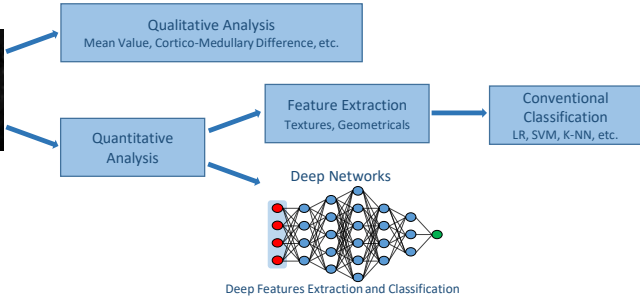 Qualitative Analysis
Mean Value, Cortico-Medullary Difference, etc.
Quantitative
Analysis
Feature Extraction
Textures, Geometricals
Conventional
Classification
LR, SVM, K-NN, etc.
Deep Networks
Deep Features Extraction and Classification